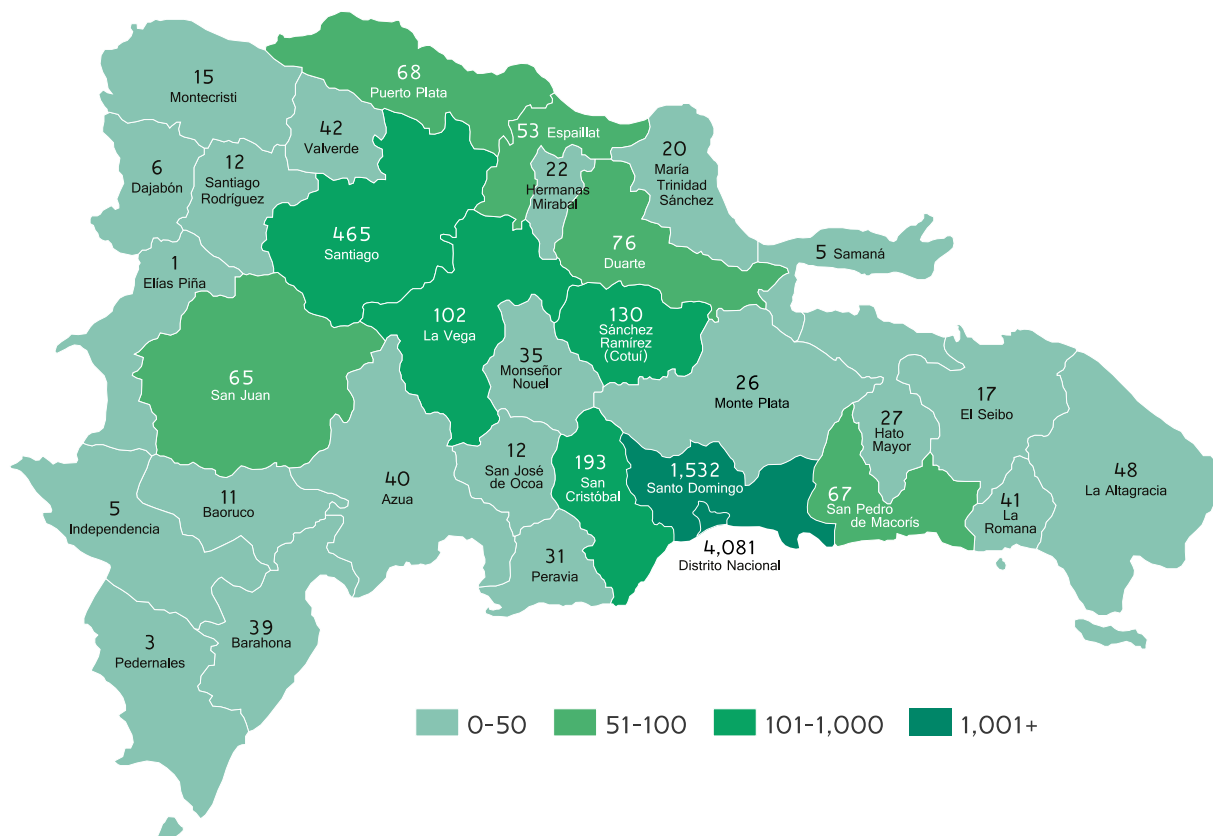 68
Puerto Plata
15
Montecristi
42
Valverde
53 Espaillat
20
María
Trinidad
Sánchez
6
Dajabón
12
Santiago
Rodríguez
22
Hermanas
Mirabal
465
Santiago
76
Duarte
5 Samaná
1
Elías Piña
102
La Vega
130
Sánchez
Ramírez
(Cotuí)
35
Monseñor
Nouel
65
San Juan
26
Monte Plata
17
El Seibo
27
Hato
Mayor
12
San José
de Ocoa
193
San
Cristóbal
1,532
Santo Domingo
48
La Altagracia
40
Azua
67
San Pedro
de Macorís
41
La
Romana
5
Independencia
11
Baoruco
31
Peravia
4,081
Distrito Nacional
39
Barahona
3
Pedernales
0-50
51-100
101-1,000
1,001+